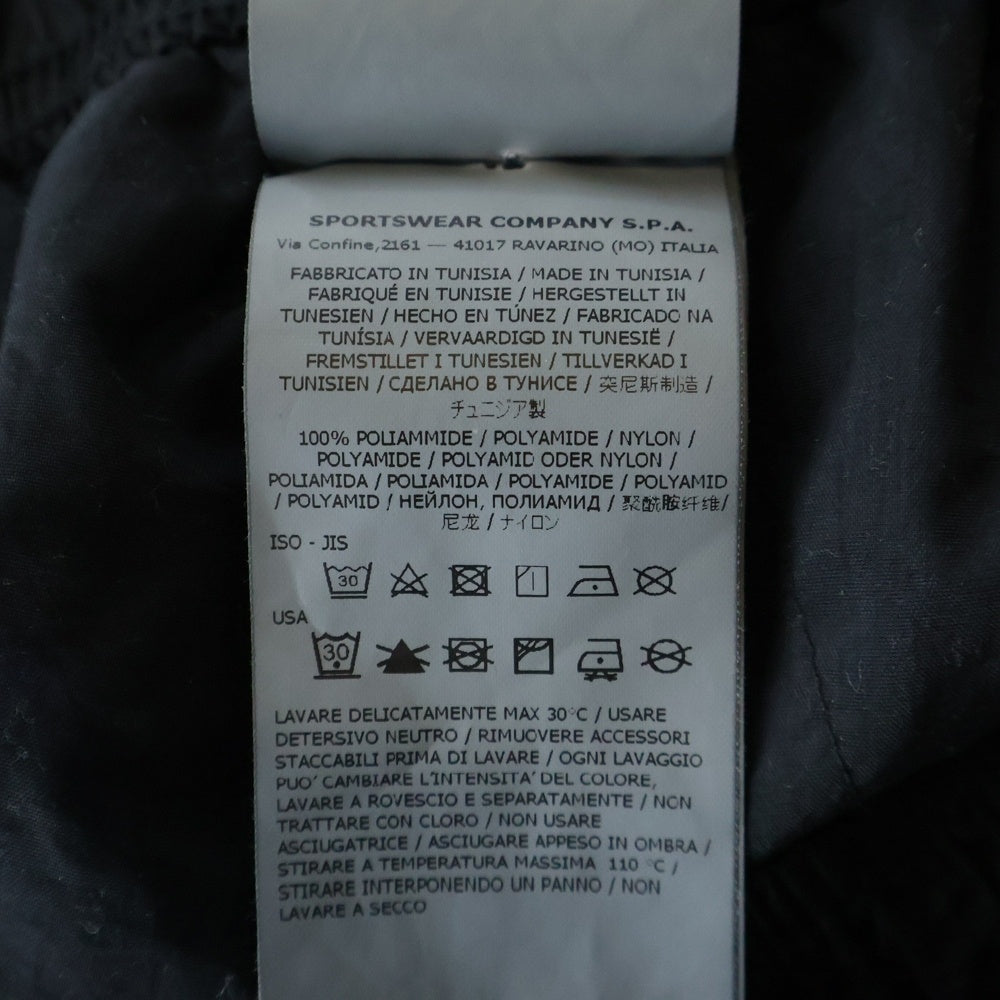 SPORTSWEAR COMPANY S.P.A.
Via Confine,2161 — 41017 RAVARINO (MO) ITALIA
FABBRICATO IN TUNISIA / MADE IN TUNISIA /
FABRIQUÉ EN TUNISIE / HERGESTELLT IN
TUNESIEN / HECHO EN TÚNEZ / FABRICADO NA
TUNÍSIA / VERVAARDIGD IN TUNESIË /
FREMSTILLET I TUNESIEN / TILLVERKAD I
TUNISIEN / СДЕЛАНО В ТУНИСЕ / 突尼斯制造 /
チュニジア製
100% POLIAMMIDE / POLYAMIDE / NYLON /
POLYAMIDE / POLYAMID ODER NYLON /
POLIAMIDA / POLIAMIDA / POLYAMIDE / POLYAMID
/ POLYAMID / НЕЙЛОН, ПОЛИАМИД / 聚酰胺纤维/
尼龙 / ナイロン
ISO - JIS
30
USA
30
LAVARE DELICATAMENTE MAX 30°C / USARE
DETERSIVO NEUTRO / RIMUOVERE ACCESSORI
STACCABILI PRIMA DI LAVARE / OGNI LAVAGGIO
PUO' CAMBIARE L'INTENSITA' DEL COLORE,
LAVARE A ROVESCIO E SEPARATAMENTE / NON
TRATTARE CON CLORO / NON USARE
ASCIUGATRICE / ASCIUGARE APPESO IN OMBRA /
STIRARE A TEMPERATURA MASSIMA 110 °C /
STIRARE INTERPONENDO UN PANNO / NON
LAVARE A SECCO